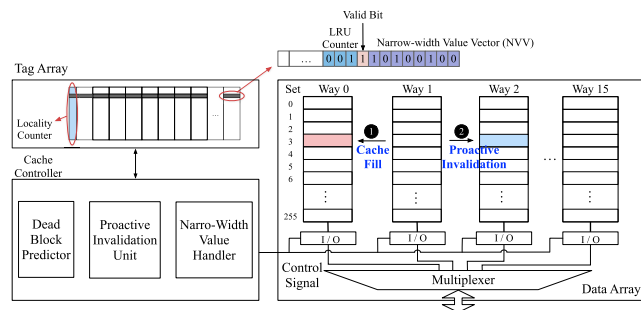 Valid Bit
LRU
Counter
Narrow-width Value Vector (NVV)
... 0 0 1 1 1 1 0 1 0 0 1 0 0
Tag Array
Locality
Counter
...
Cache
Controller
Dead
Block
Predictor
Proactive
Invalidation
Unit
Narro-Width
Value
Handler
Set Way 0 Way 1 Way 2 Way 15
0
1
2
3
4
5
6
255
1
Cache
Fill
2
Proactive
Invalidation
...
I / O I / O I / O I / O
Control
Signal
Multiplexer
Data Array